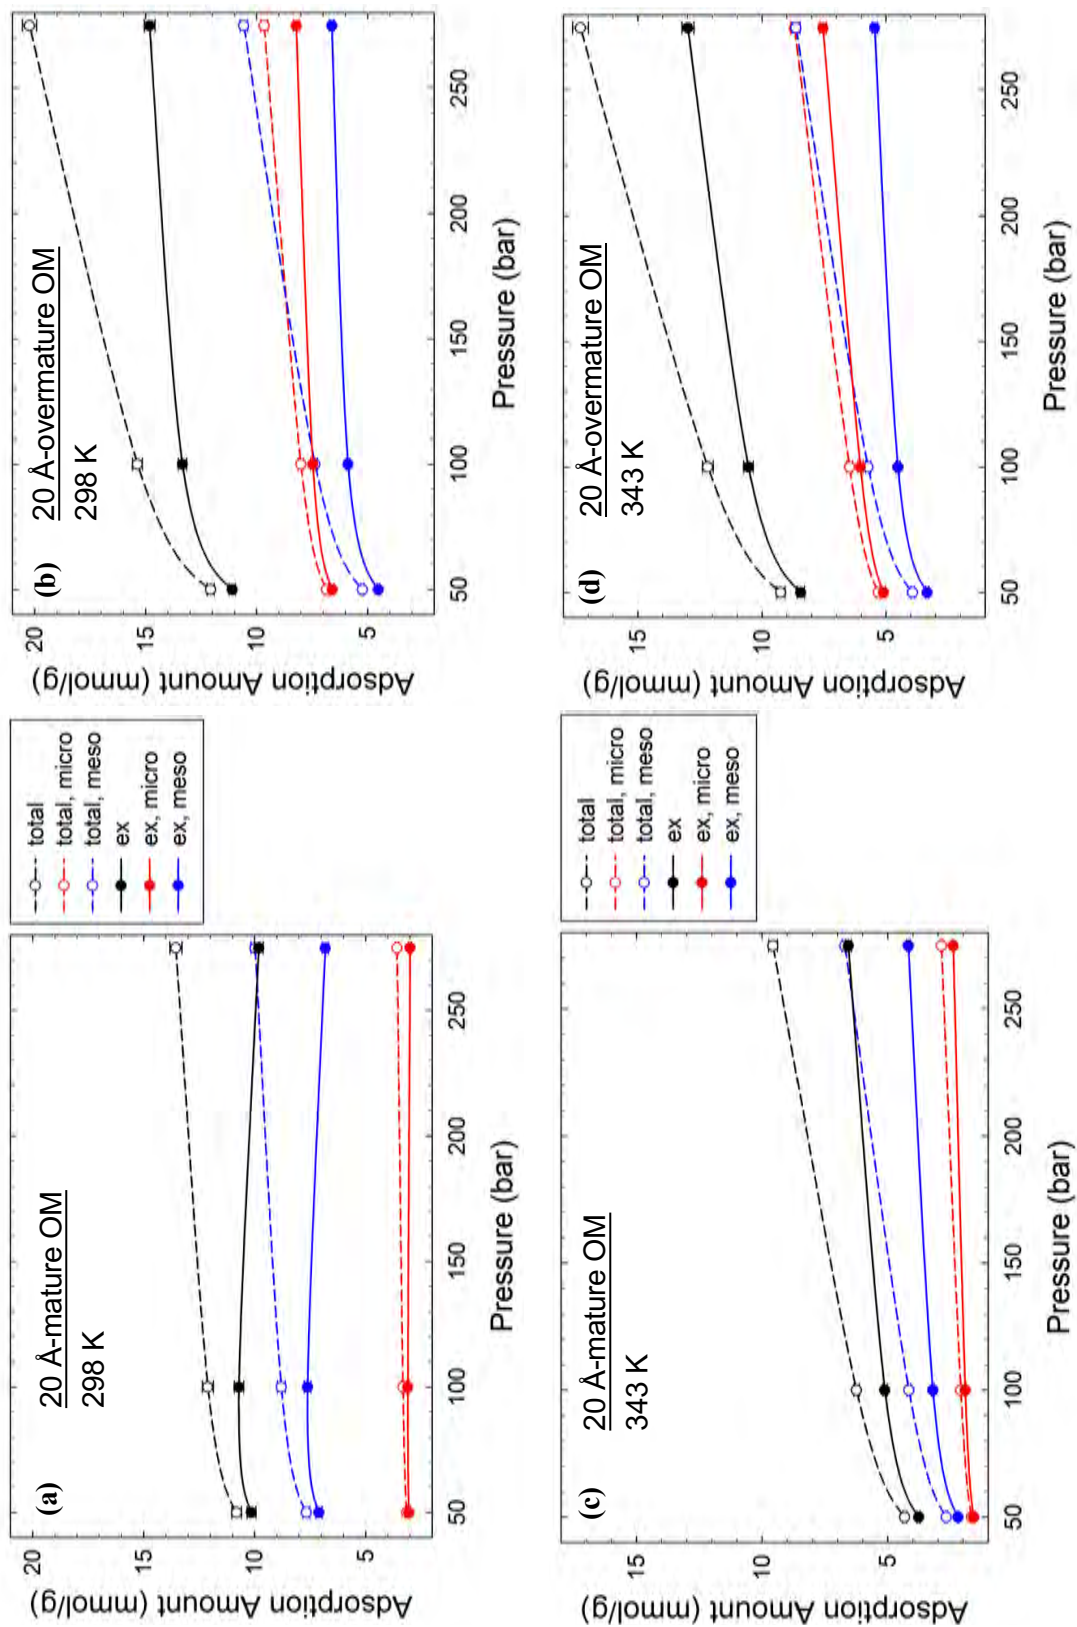 (a)
20 Å-mature OM
298 K
20
15
10
5
50
100
150
200
250
Adsorption Amount (mmol/g)
Pressure (bar)
total
total, micro
total, meso
ex
ex, micro
ex, meso
(b)
20 Å-overmature OM
298 K
20
15
10
5
50
100
150
200
250
Adsorption Amount (mmol/g)
Pressure (bar)
(c)
20 Å-mature OM
343 K
10
5
50
100
150
200
250
Adsorption Amount (mmol/g)
Pressure (bar)
total
total, micro
total, meso
ex
ex, micro
ex, meso
(d)
20 Å-overmature OM
343 K
15
10
5
50
100
150
200
250
Adsorption Amount (mmol/g)
Pressure (bar)